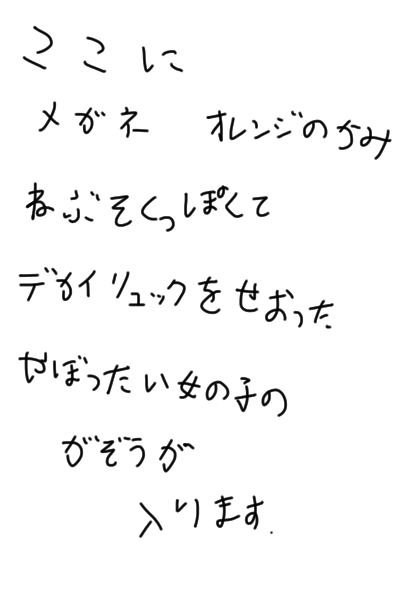 ここに
メガネ オレンジのかみ
ねぶそくっぽくて
デカイリュックをせおった
やぼったい女の子の
がぞうが
入ります.